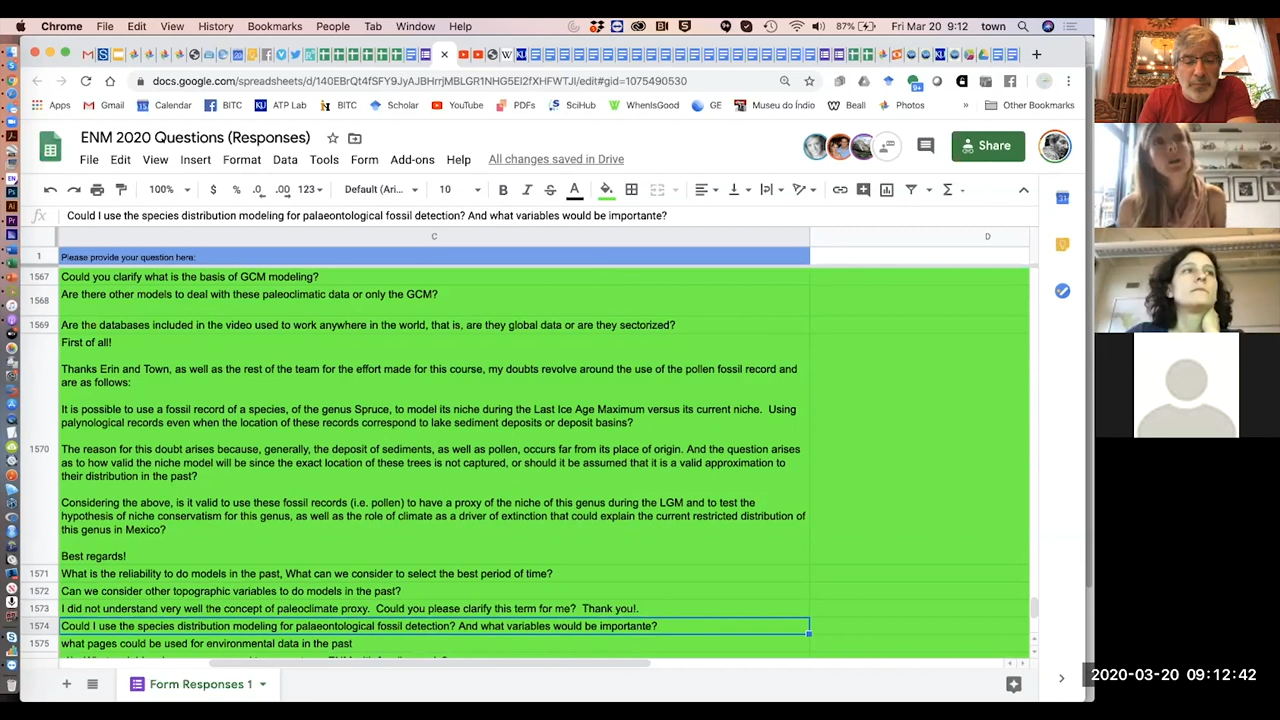 Chrome File Edit View History Bookmarks People Tab Window Help 87% Fri Mar 20 9:12 town
docs.google.com/spreadsheets/d/140EBrQt4fSFY9JyAJBHrnMBLGR1NHG5EI2fXHFWTJI/edit#gid=1075490530
Apps Gmail Calendar BITC ATP Lab BITC Scholar YouTube PDFs SciHub WhenIsGood GE Museu do Índio Beall Photos » Other Bookmarks
ENM 2020 Questions (Responses)
Share
File Edit View Insert Format Data Tools Form Add-ons Help All changes saved in Drive
100% $ % .0 .00 123 Default (Ari... 10 B I S A
fx Could I use the species distribution modeling for palaeontological fossil detection? And what variables would be importante?
C D
1 Please provide your question here:
1567 Could you clarify what is the basis of GCM modeling?
1568 Are there other models to deal with these paleoclimatic data or only the GCM?
1569 Are the databases included in the video used to work anywhere in the world, that is, are they global data or are they sectorized?
First of all!
Thanks Erin and Town, as well as the rest of the team for the effort made for this course, my doubts revolve around the use of the pollen fossil record and
are as follows:
It is possible to use a fossil record of a species, of the genus Spruce, to model its niche during the Last Ice Age Maximum versus its current niche. Using
palynological records even when the location of these records correspond to lake sediment deposits or deposit basins?
1570 The reason for this doubt arises because, generally, the deposit of sediments, as well as pollen, occurs far from its place of origin. And the question arises
as to how valid the niche model will be since the exact location of these trees is not captured, or should it be assumed that it is a valid approximation to
their distribution in the past?
Considering the above, is it valid to use these fossil records (i.e. pollen) to have a proxy of the niche of this genus during the LGM and to test the
hypothesis of niche conservatism for this genus, as well as the role of climate as a driver of extinction that could explain the current restricted distribution of
this genus in Mexico?
Best regards!
1571 What is the reliability to do models in the past, What can we consider to select the best period of time?
1572 Can we consider other topographic variables to do models in the past?
1573 I did not understand very well the concept of paleoclimate proxy. Could you please clarify this term for me? Thank you!.
1574 Could I use the species distribution modeling for palaeontological fossil detection? And what variables would be importante?
1575 what pages could be used for environmental data in the past
Form Responses 1
2020-03-20 09:12:42